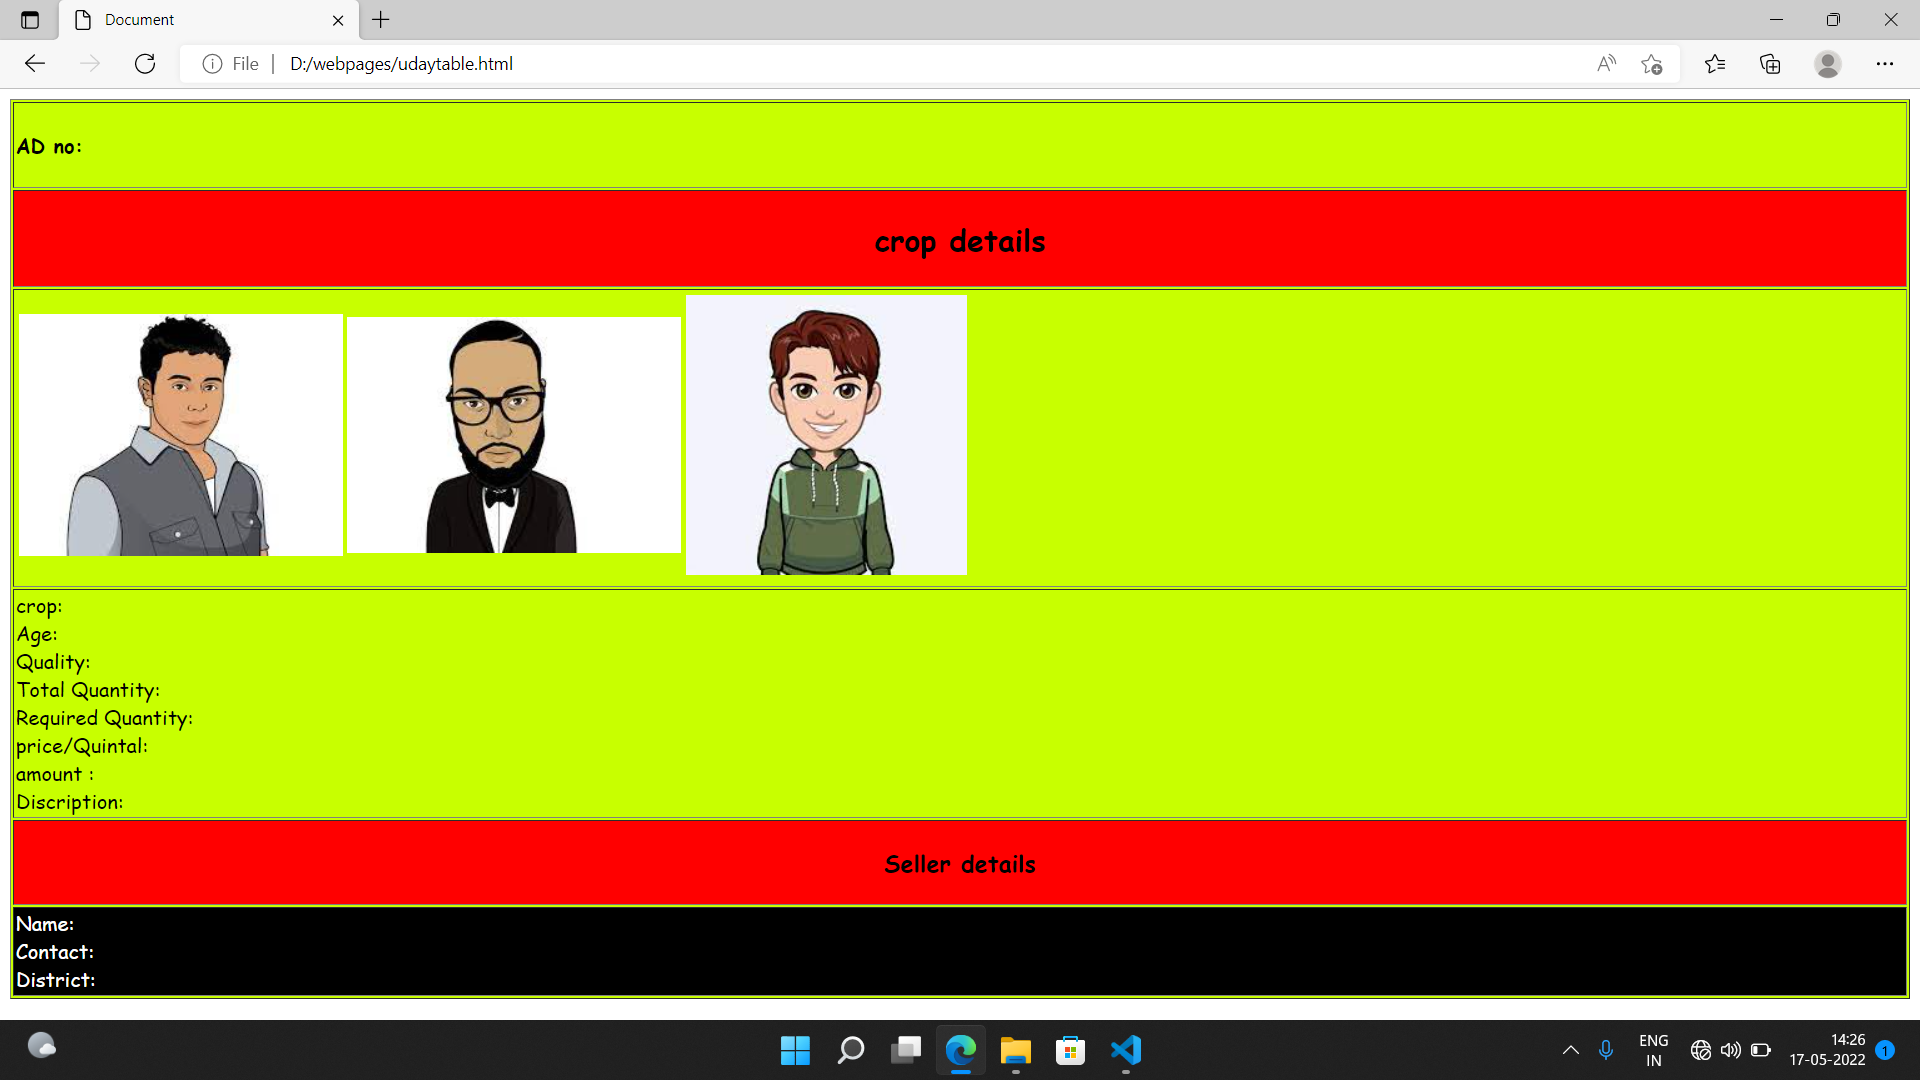 Document
File
D:/webpages/udaytable.html
AD no:
crop details
crop:
Age:
Quality:
Total Quantity:
Required Quantity:
price/Quintal:
amount :
Discription:
Seller details
Name:
Contact:
District:
ENG
IN
14:26
17-05-2022
1